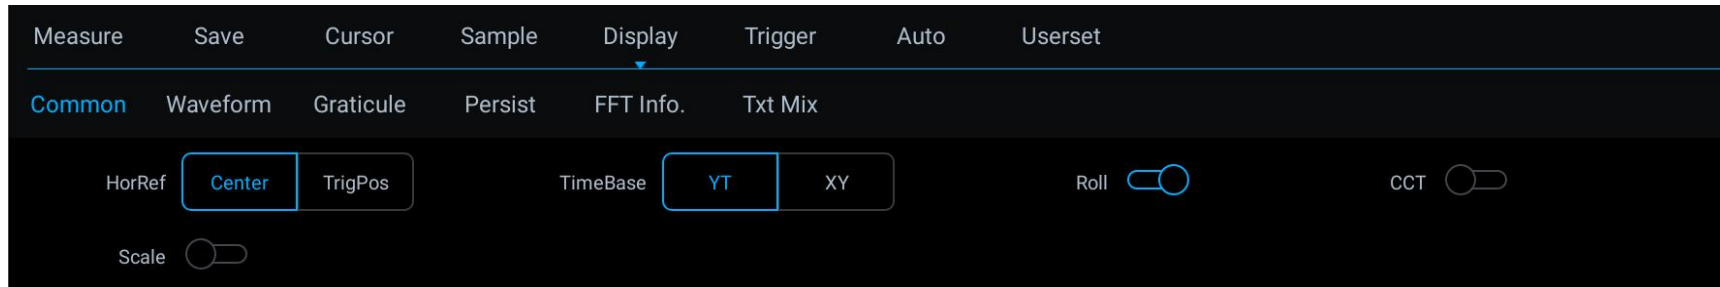 Measure Save Cursor Sample Display Trigger Auto Userset
Common Waveform Graticule Persist FFT Info. Txt Mix
HorRef Center TrigPos TimeBase YT XY Roll CCT
Scale